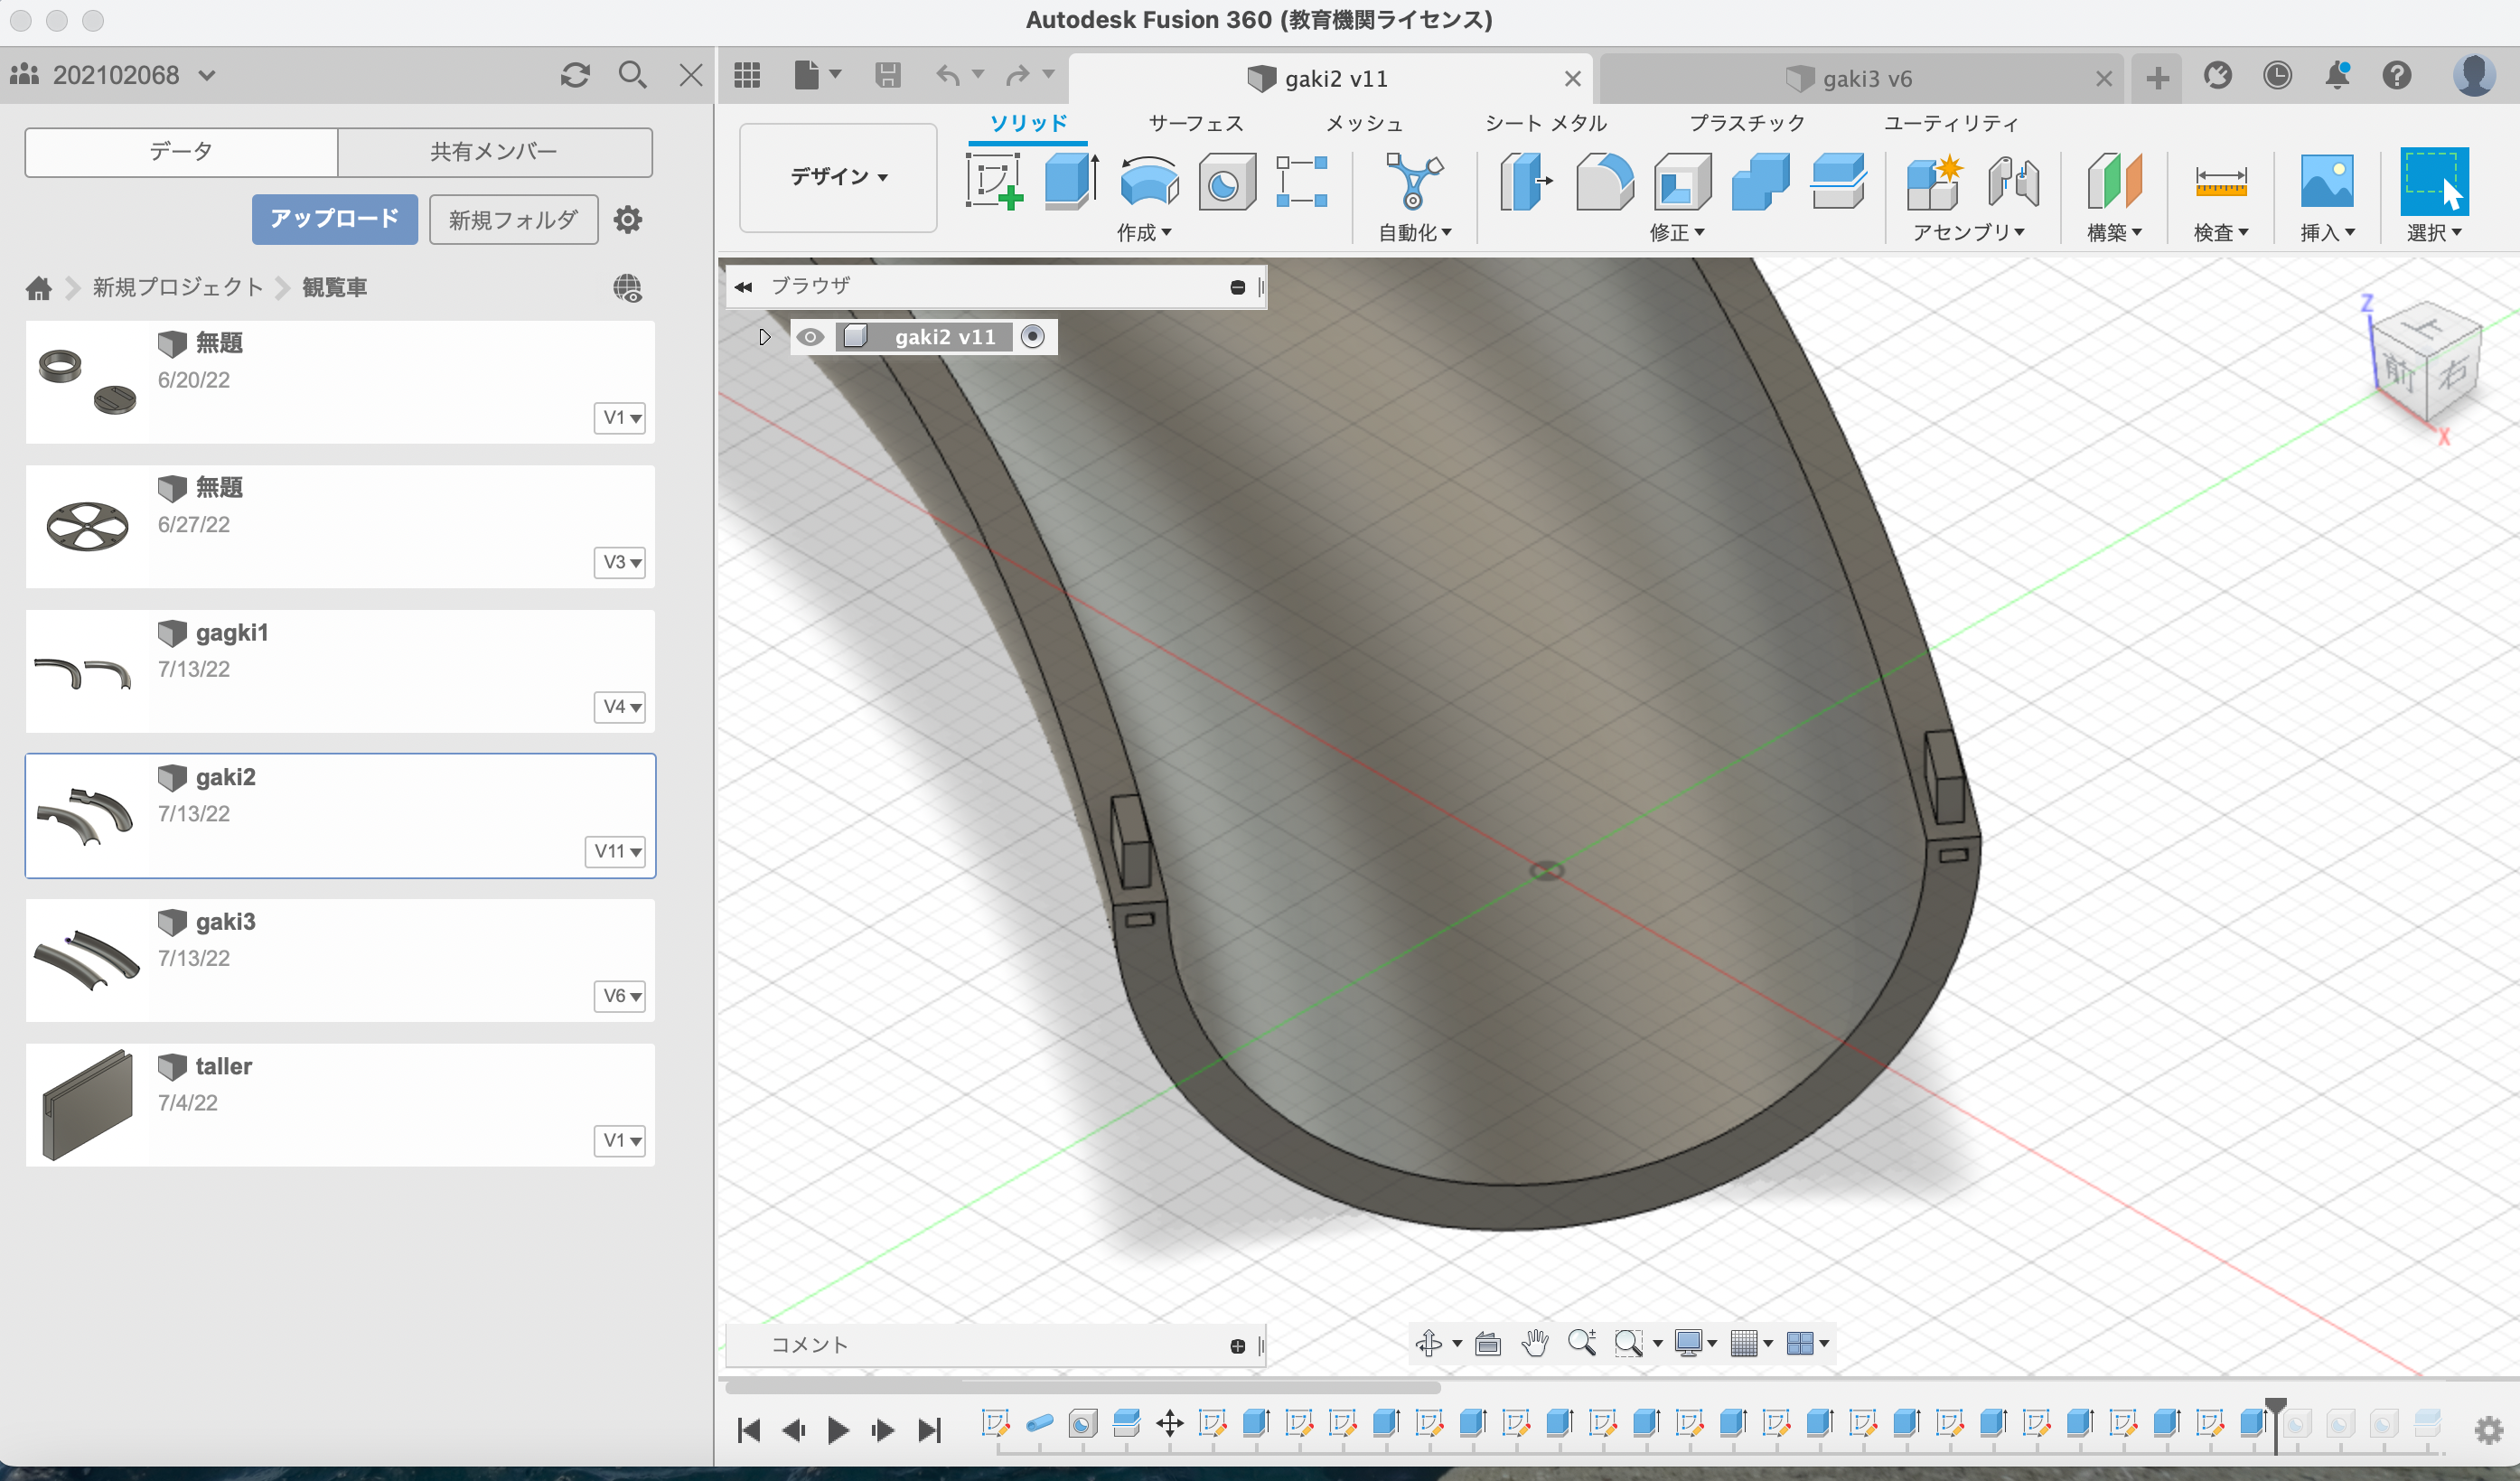 Autodesk Fusion 360 (教育機関ライセンス)
202102068
gaki2 v11
gaki3 v6
データ
共有メンバー
アップロード
新規フォルダ
新規プロジェクト
観覧車
無題
6/20/22
V1
無題
6/27/22
V3
gagki1
7/13/22
V4
gaki2
7/13/22
V11
gaki3
7/13/22
V6
taller
7/4/22
V1
デザイン
ソリッド
サーフェス
メッシュ
シート メタル
プラスチック
ユーティリティ
作成
自動化
修正
アセンブリ
構築
検査
挿入
選択
ブラウザ
gaki2 v11
Z
上
前
右
X
コメント